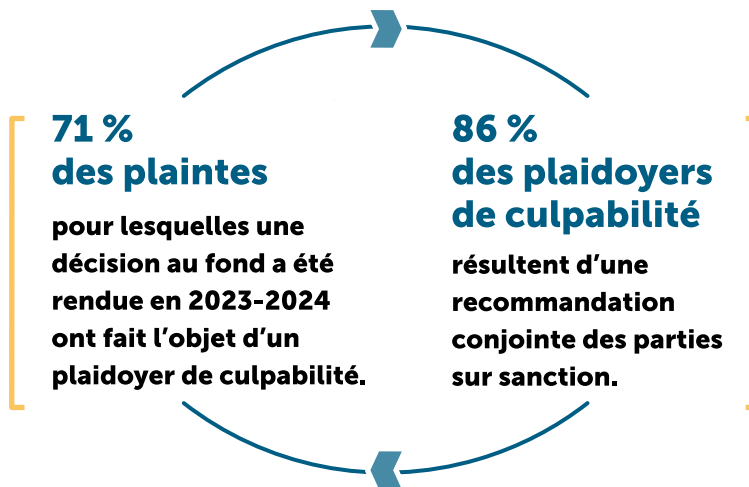 71 %
des plaintes
pour lesquelles une
décision au fond a été
rendue en 2023-2024
ont fait l’objet d’un
plaidoyer de culpabilité.
86 %
des plaidoyers
de culpabilité
résultent d’une
recommandation
conjointe des parties
sur sanction.